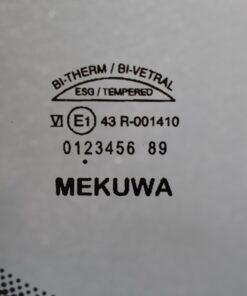 BI-THERM / BI-VETRAL
ESG / TEMPERED
VI E1 43 R-001410
0123456 89
MEKUWA